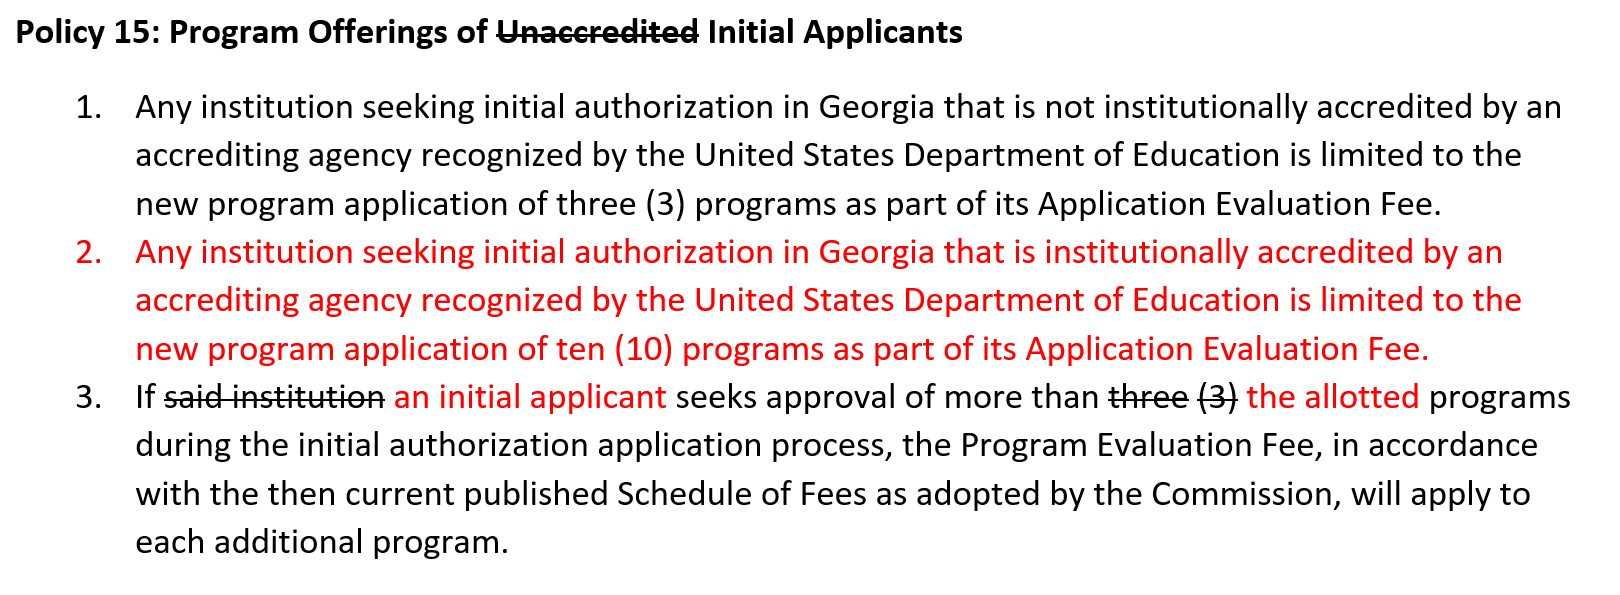 Policy 15: Program Offerings of Unaccredited Initial Applicants
1. Any institution seeking initial authorization in Georgia that is not institutionally accredited by an
accrediting agency recognized by the United States Department of Education is limited to the
new program application of three (3) programs as part of its Application Evaluation Fee.
2. Any institution seeking initial authorization in Georgia that is institutionally accredited by an
accrediting agency recognized by the United States Department of Education is limited to the
new program application of ten (10) programs as part of its Application Evaluation Fee.
3. If said institution an initial applicant seeks approval of more than three (3) the allotted programs
during the initial authorization application process, the Program Evaluation Fee, in accordance
with the then current published Schedule of Fees as adopted by the Commission, will apply to
each additional program.